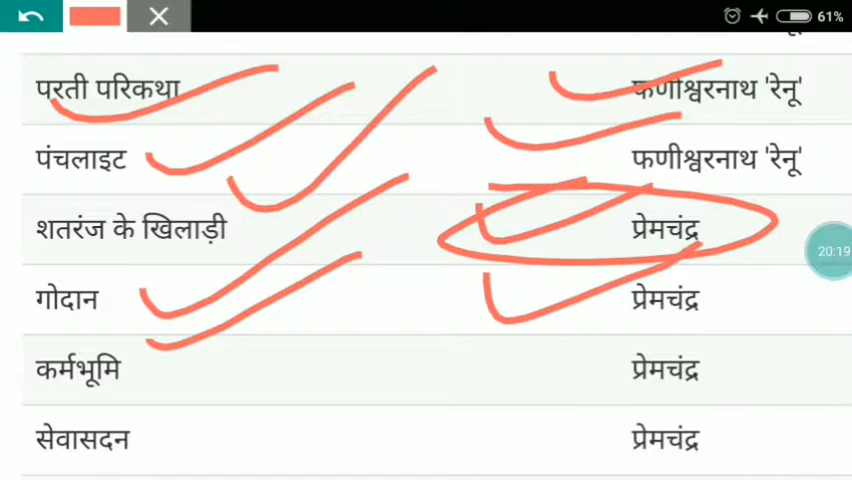 61%
परती परिकथा फणीश्वरनाथ 'रेनू'
पंचलाइट फणीश्वरनाथ 'रेनू'
शतरंज के खिलाड़ी प्रेमचंद्र
20:19
गोदान प्रेमचंद्र
कर्मभूमि प्रेमचंद्र
सेवासदन प्रेमचंद्र